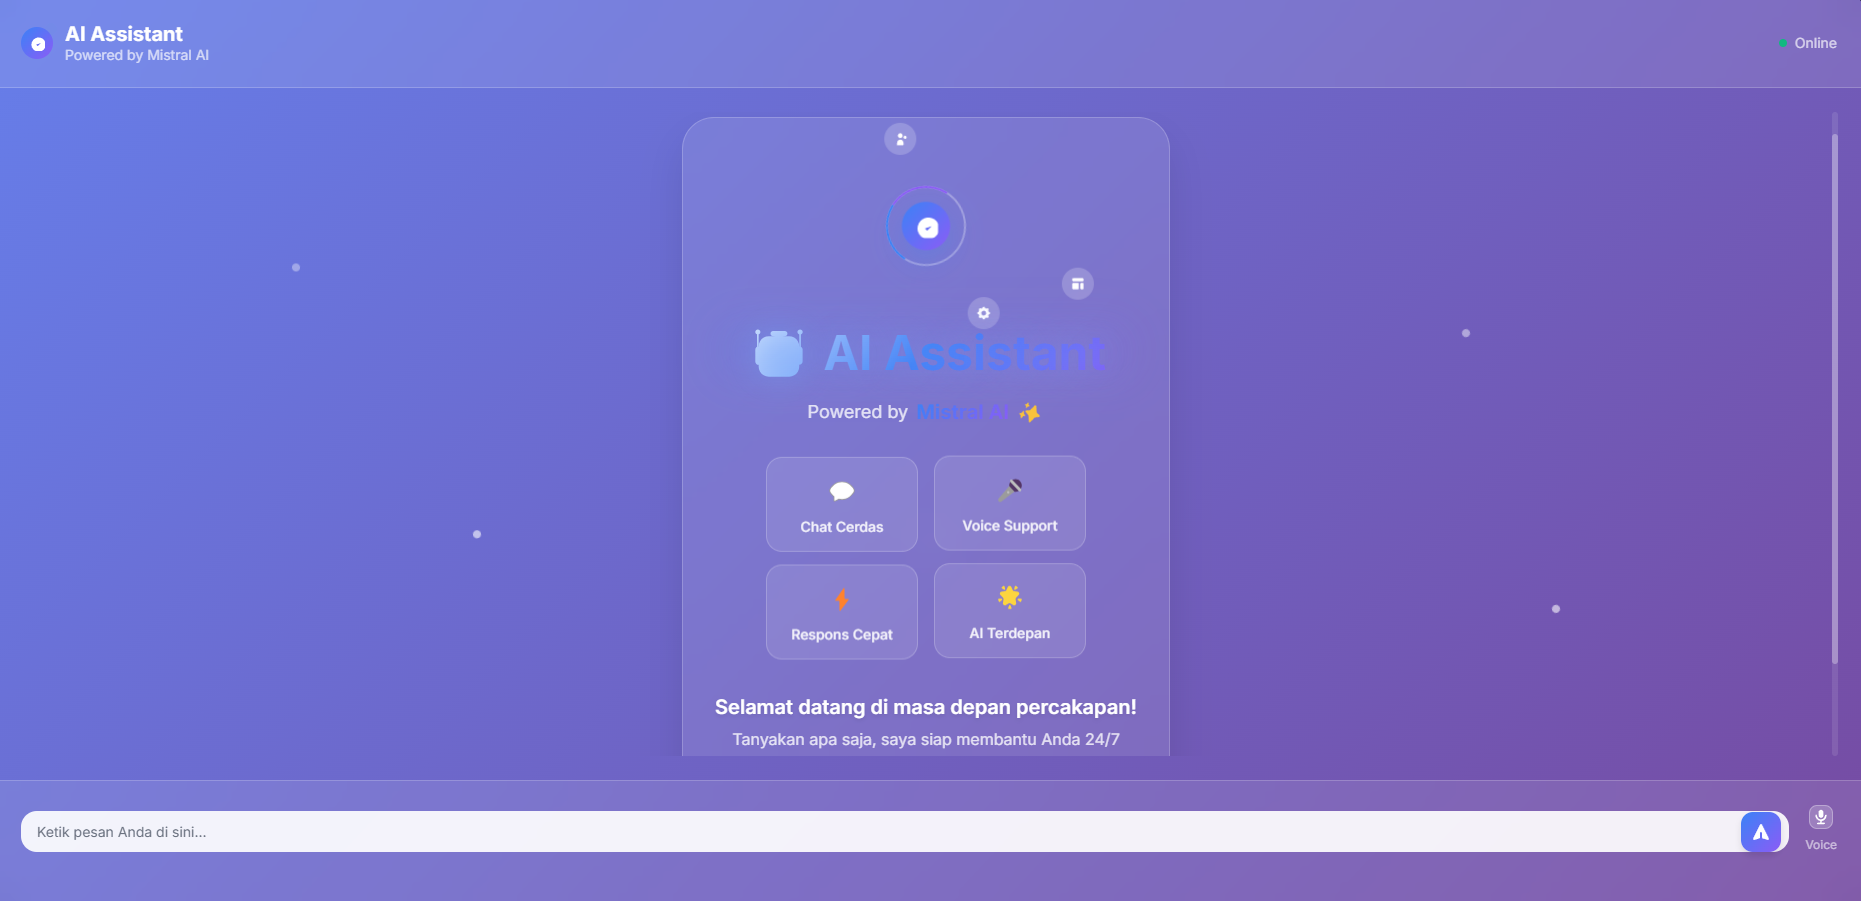 AI Assistant
Powered by Mistral AI
Online
AI Assistant
Powered by Mistral AI
Chat Cerdas
Voice Support
Respons Cepat
AI Terdepan
Selamat datang di masa depan percakapan!
Tanyakan apa saja, saya siap membantu Anda 24/7
Ketik pesan Anda di sini...
Voice